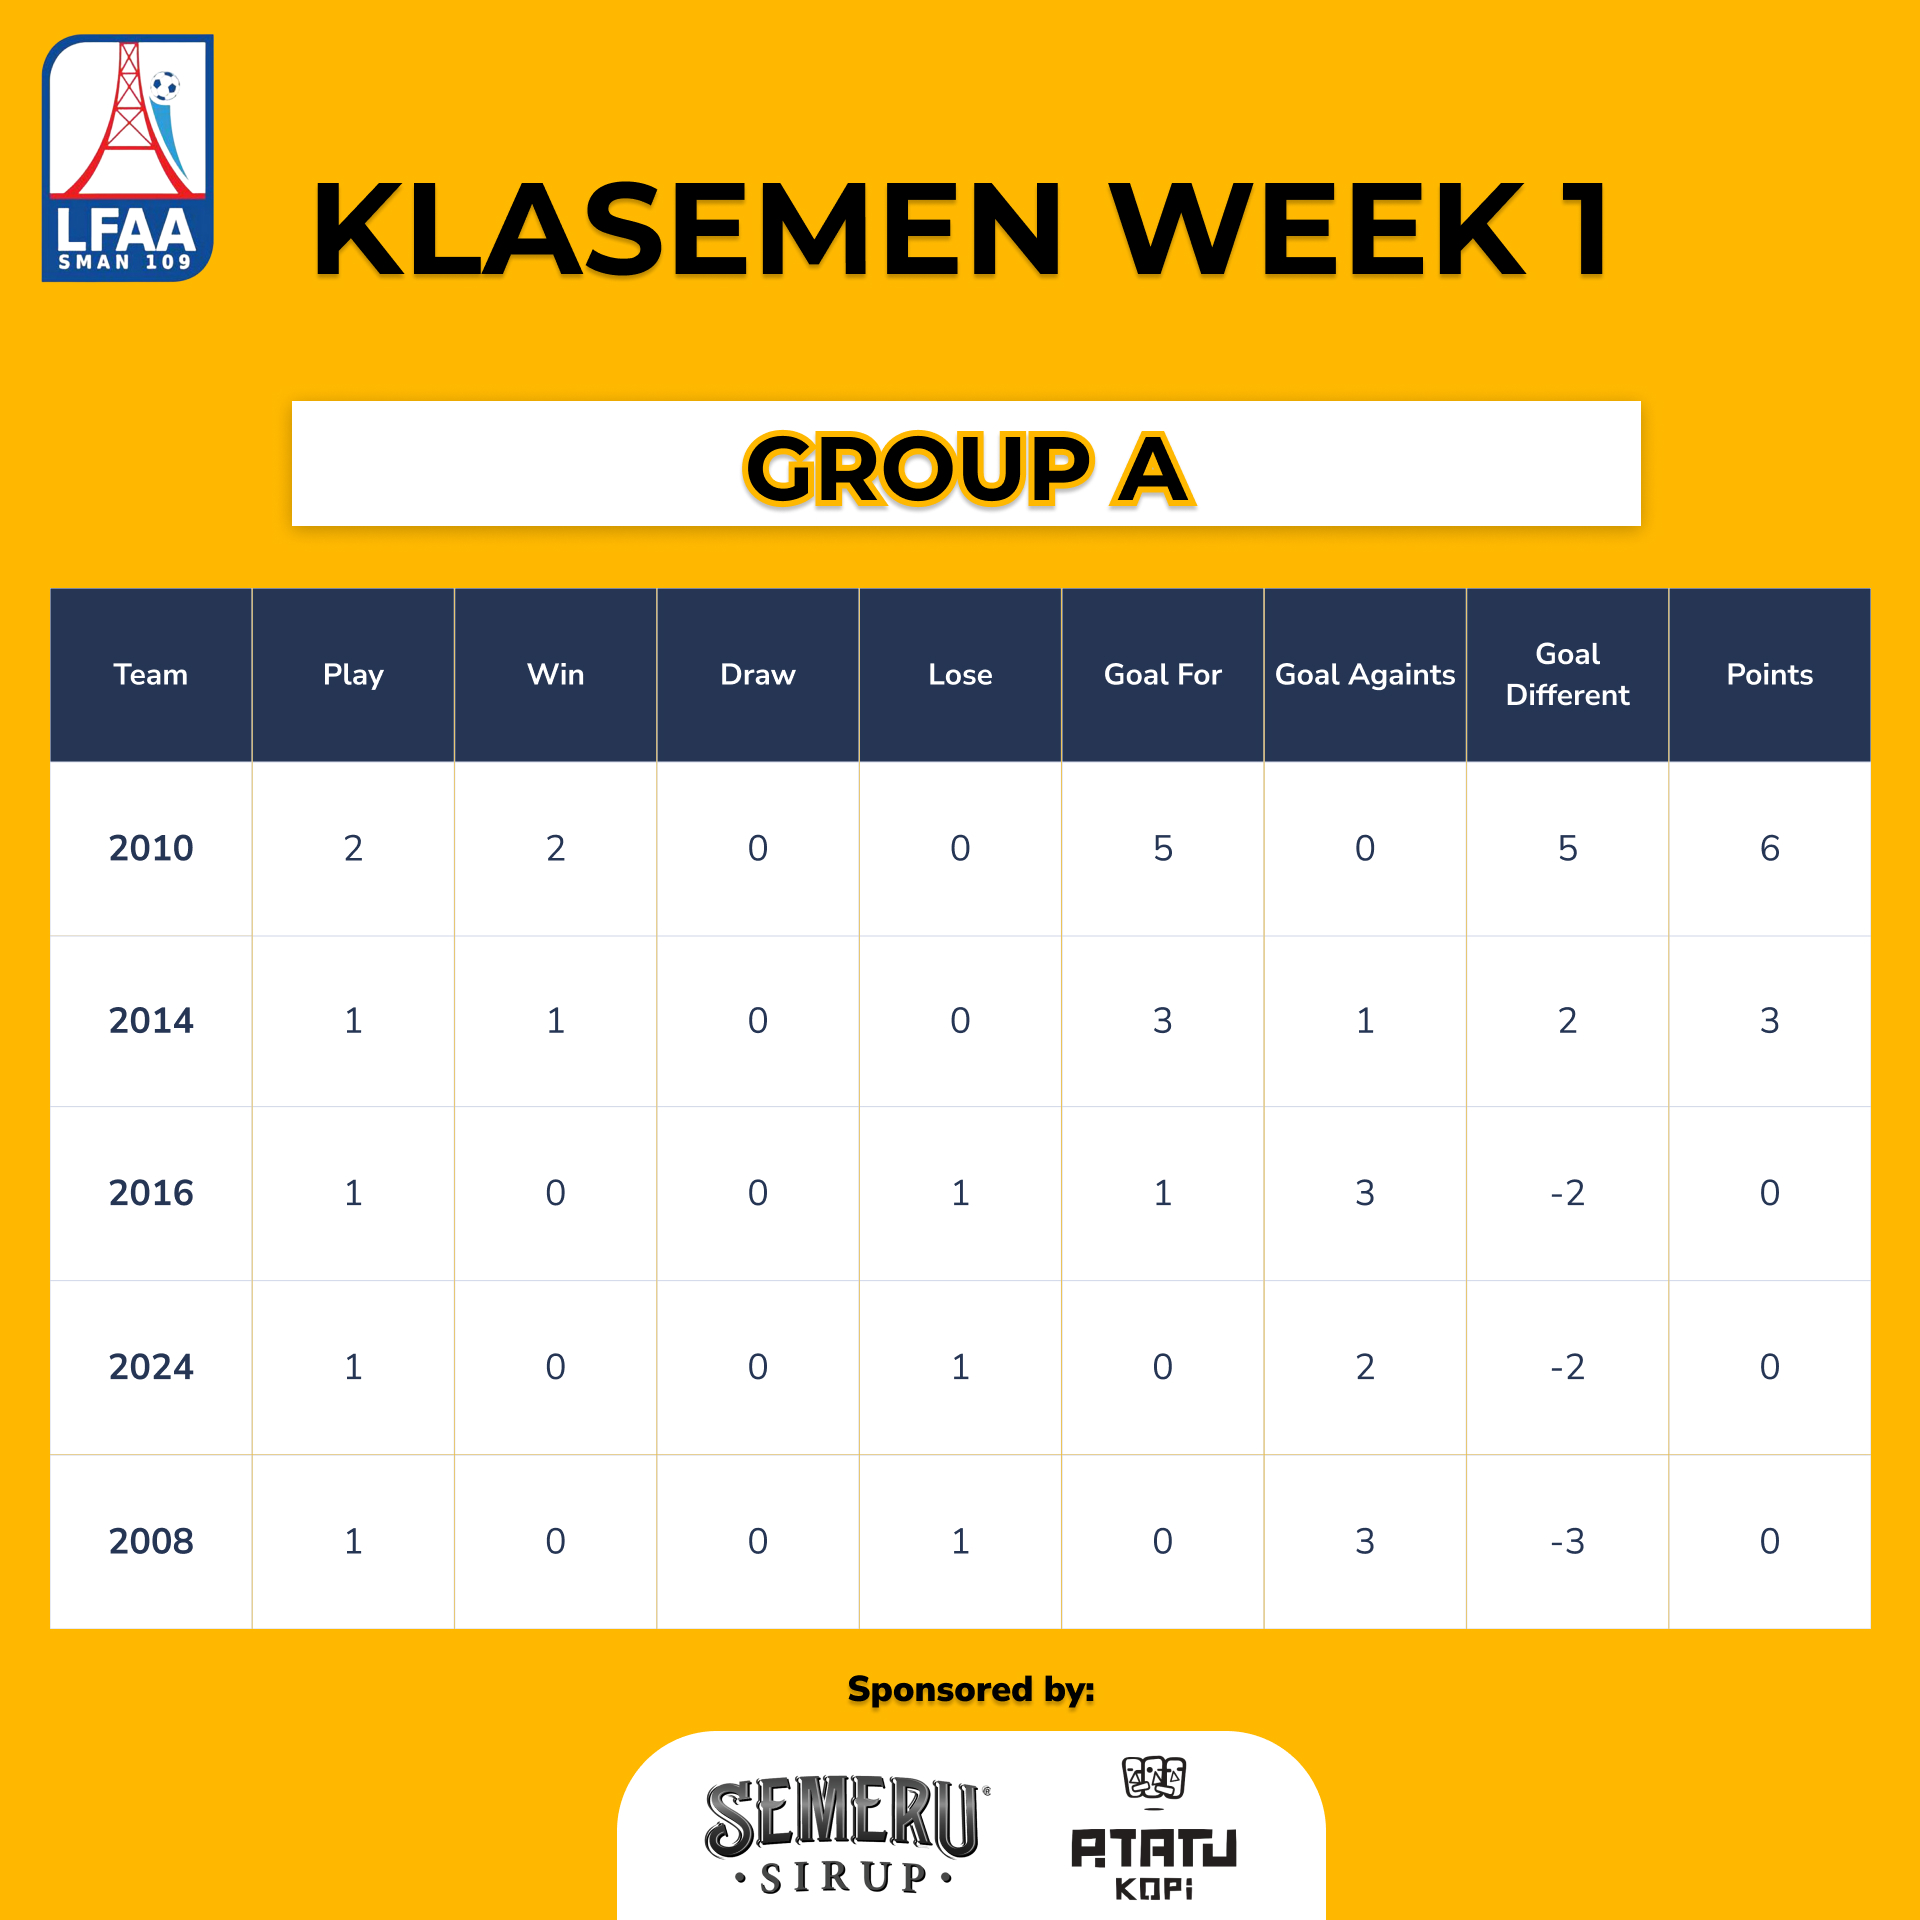 LFAA
SMAN 109
KLASEMEN WEEK 1
GROUP A
Team Play Win Draw Lose Goal For Goal Againts Goal Different Points
2010 2 2 0 0 5 0 5 6
2014 1 1 0 0 3 1 2 3
2016 1 0 0 1 1 3 -2 0
2024 1 0 0 1 0 2 -2 0
2008 1 0 0 1 0 3 -3 0
Sponsored by:
SEMERU®
·SIRUP·
RTATU
KOPi